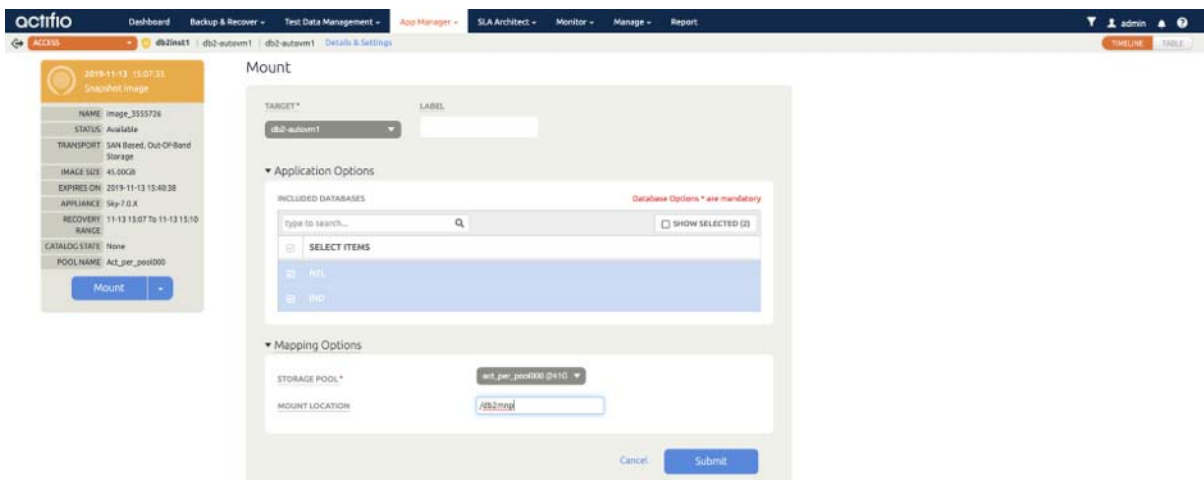 actifio Dashboard Backup & Recover Test Data Management App Manager SLA Architect Monitor Manage Report admin
ACCESS db2inst1 db2-autovm1 db2-autovm1 Details & Settings TIMELINE TABLE
2019-11-13 15:07:33
Snapshot Image
NAME Image_3555726
STATUS Available
TRANSPORT SAN Based, Out-Of-Band Storage
IMAGE SIZE 45.00GB
EXPIRES ON 2019-11-13 15:40:38
APPLIANCE Sky-7.0.X
RECOVERY RANGE 11-13 15:07 To 11-13 15:10
CATALOG STATE None
POOL NAME Act_per_pool000
Mount
Mount
TARGET* LABEL
db2-autovm1
Application Options
INCLUDED DATABASES Database Options * are mandatory
type to search... SHOW SELECTED (2)
SELECT ITEMS
NZL
IND
Mapping Options
STORAGE POOL* act_per_pool000
MOUNT LOCATION /db2mnp
Cancel Submit